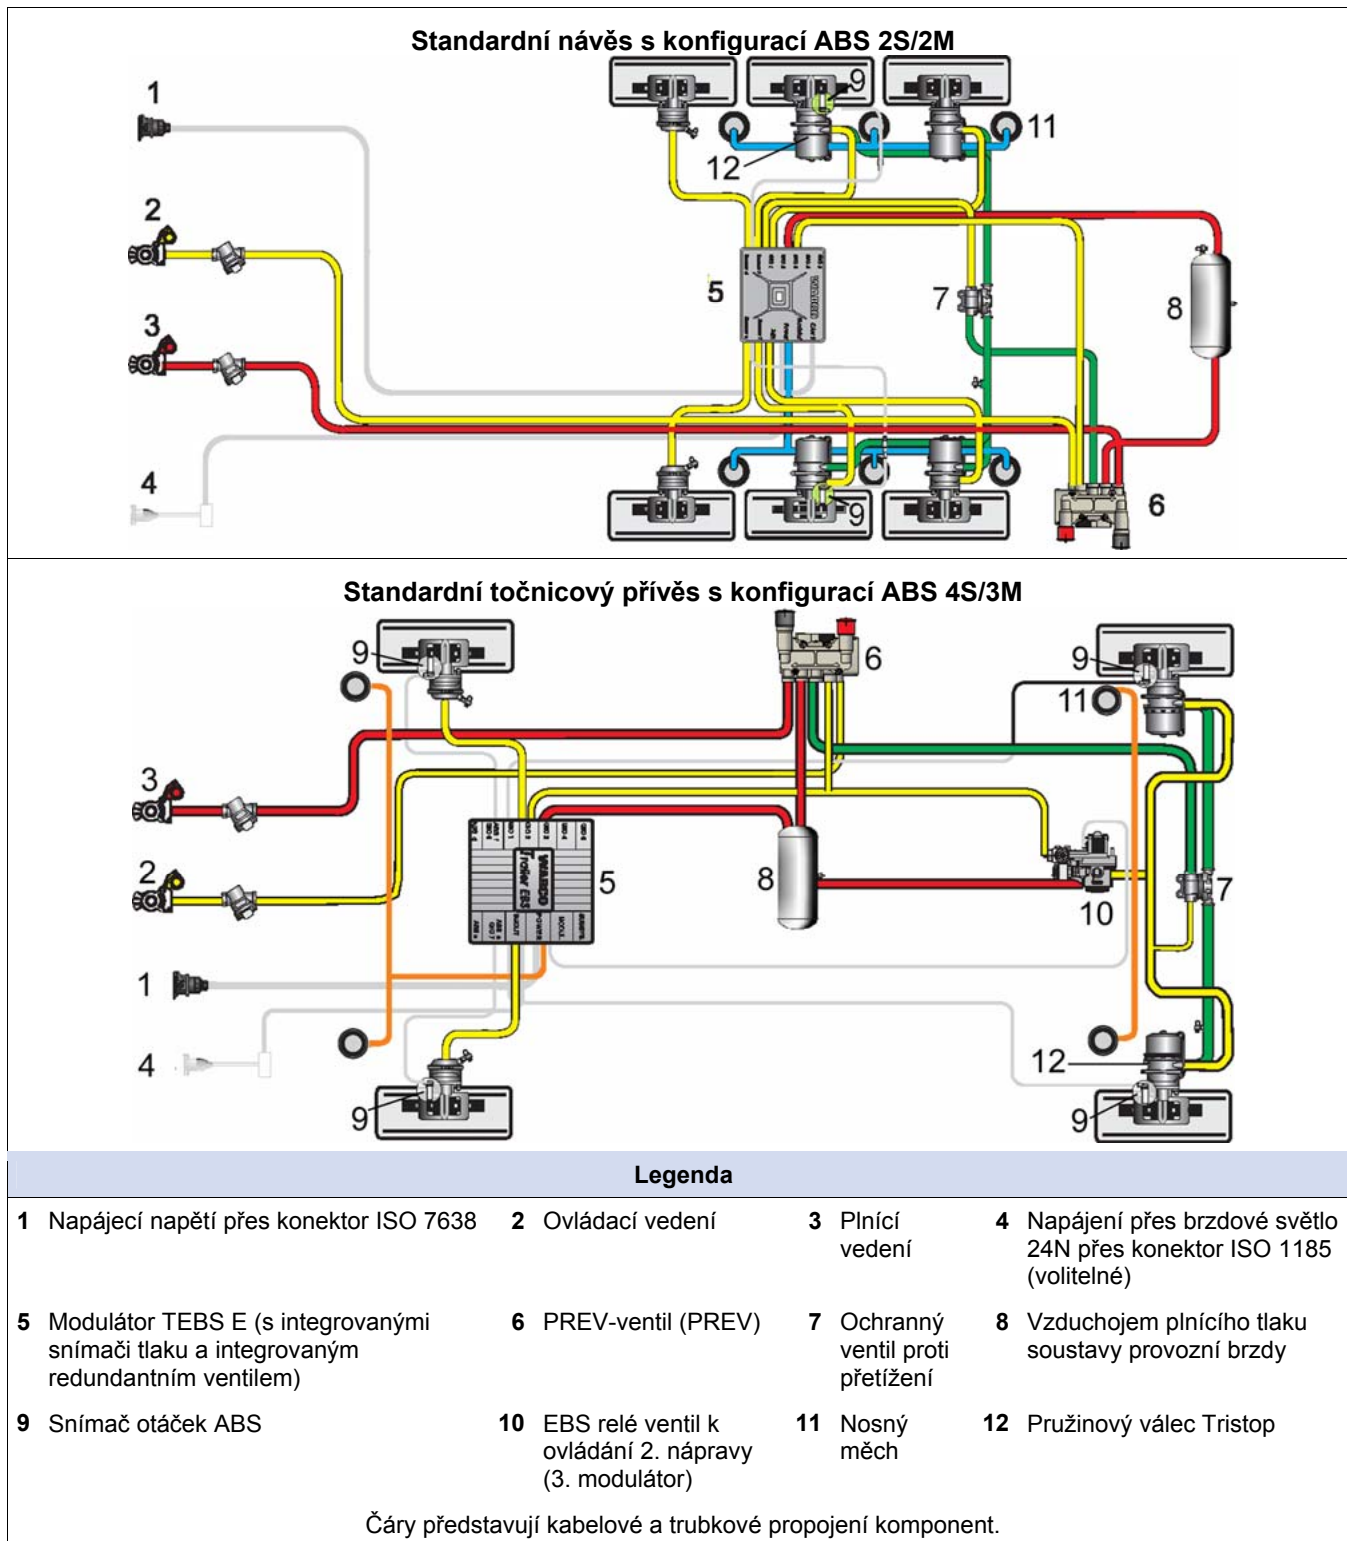 Standardní návěs s konfigurací ABS 2S/2M
1
9
11
12
2
5
7
8
3
4
9
6
Standardní točnicový přívěs s konfigurací ABS 4S/3M
9
6
9
11
3
2
5
8
7
10
1
4
12
9
9
WABCO
Trailer EBS
POWER
Legenda
1 Napájecí napětí přes konektor ISO 7638
2 Ovládací vedení
3 Plnící
vedení
4 Napájení přes brzdové světlo
24N přes konektor ISO 1185
(volitelné)
5 Modulátor TEBS E (s integrovanými
snímači tlaku a integrovaným
redundantním ventilem)
6 PREV-ventil (PREV)
7 Ochranný
ventil proti
přetížení
8 Vzduchojem plnícího tlaku
soustavy provozní brzdy
9 Snímač otáček ABS
10 EBS relé ventil k
ovládání 2. nápravy
(3. modulátor)
11 Nosný
měch
12 Pružinový válec Tristop
Čáry představují kabelové a trubkové propojení komponent.